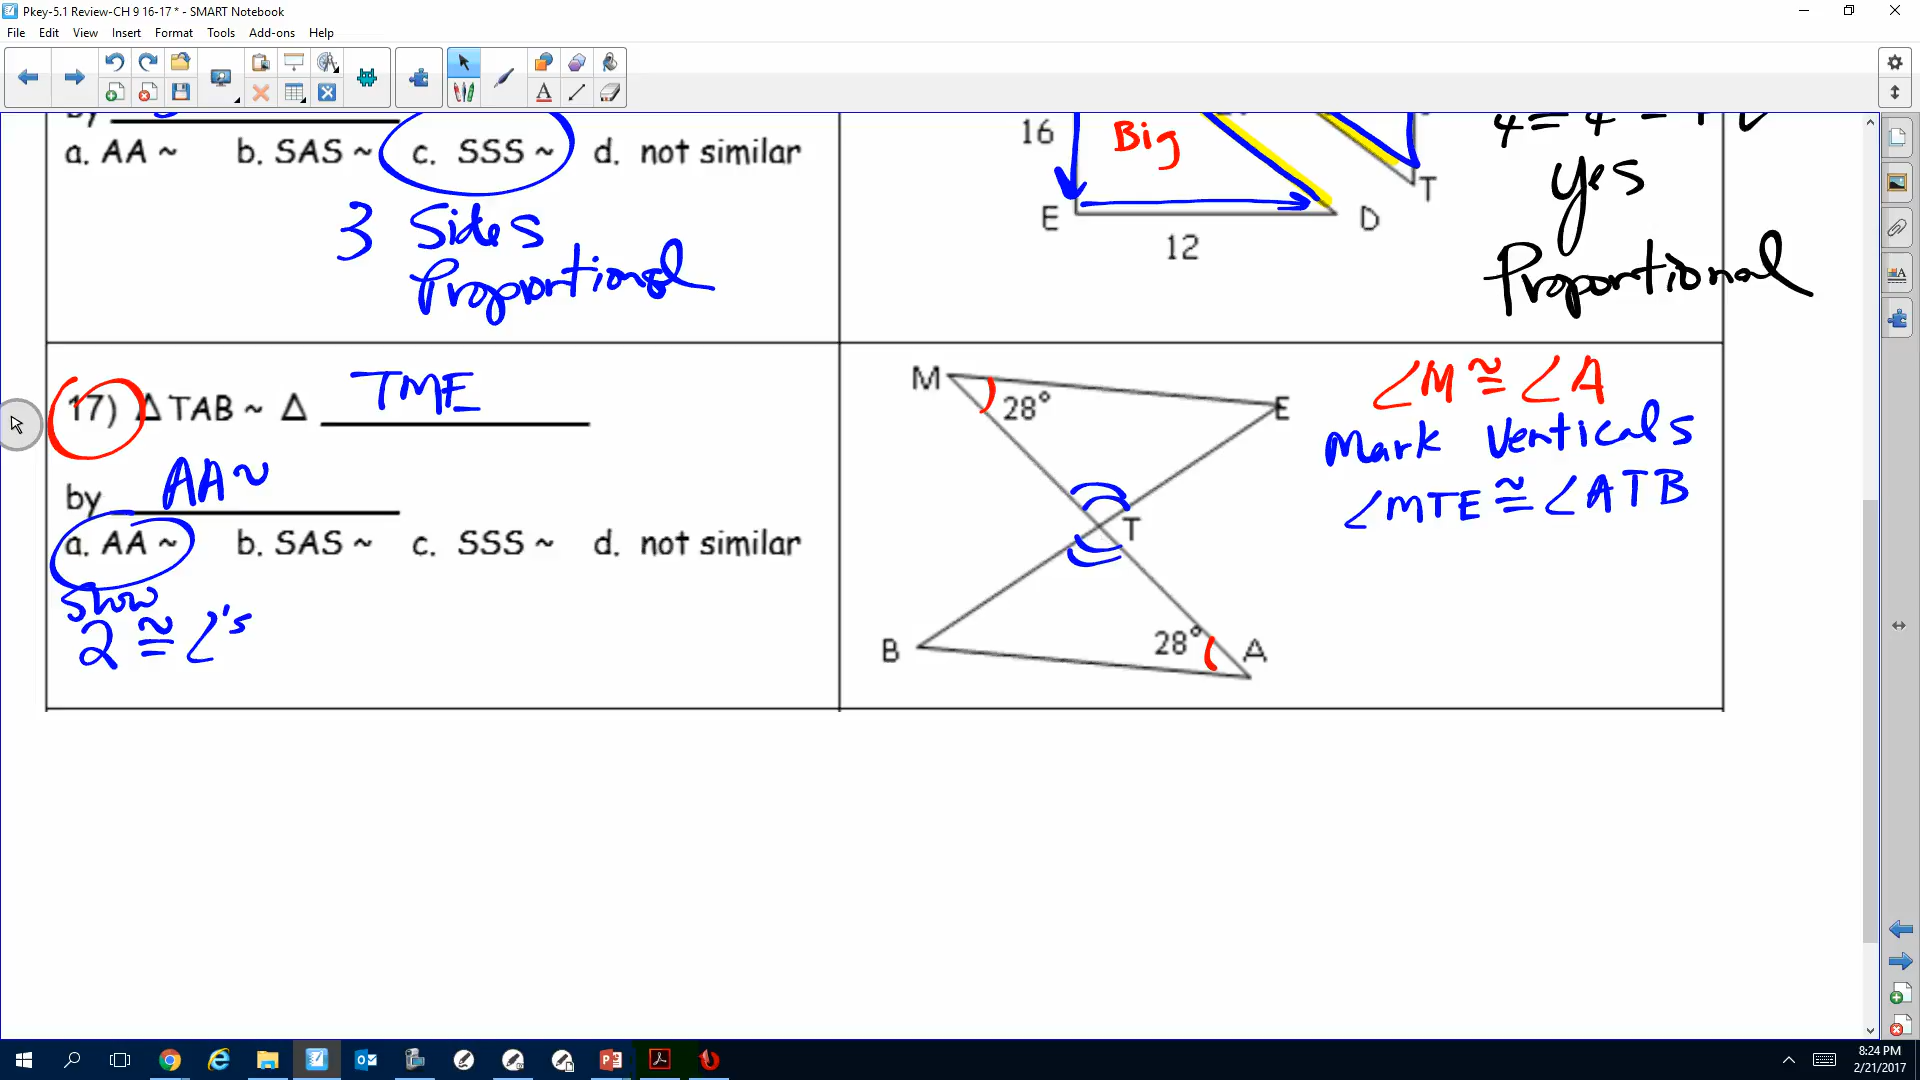 Pkey-5.1 Review-CH 9 16-17 * - SMART Notebook
File Edit View Insert Format Tools Add-ons Help
by
a. AA ~ b. SAS ~ c. SSS ~ d. not similar
3 Sides
Proportional
16
Big
E
D
T
12
yes
Proportional
17) Δ TAB ~ Δ TME
by AA~
a. AA ~ b. SAS ~ c. SSS ~ d. not similar
Show
2 ≅ ∠'s
M
28°
E
T
B
28°
A
∠M ≅ ∠A
Mark Verticals
∠MTE ≅ ∠ATB
8:24 PM
2/21/2017